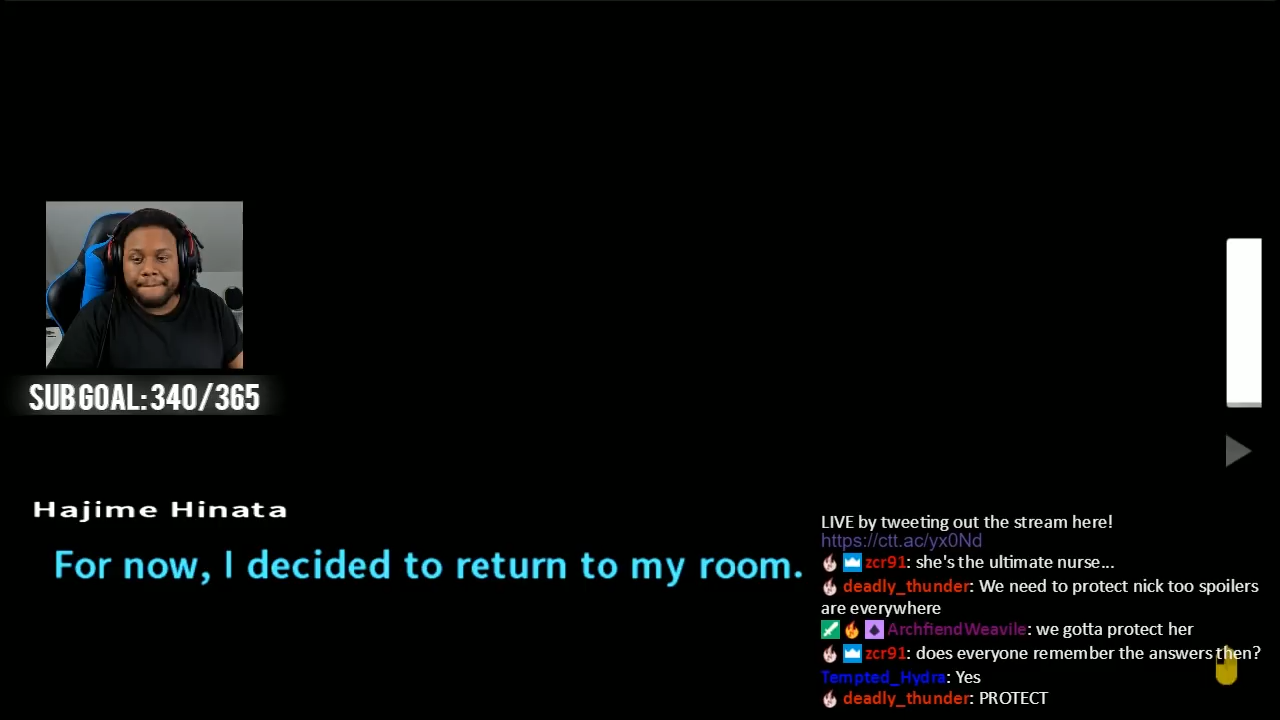 SUB GOAL: 340/365
Hajime Hinata
For now, I decided to return to my room.
LIVE by tweeting out the stream here!
https://ctt.ac/yx0Nd
zcr91: she's the ultimate nurse...
deadly_thunder: We need to protect nick too spoilers
are everywhere
ArchfiendWeavile: we gotta protect her
zcr91: does everyone remember the answers then?
Tempted_Hydra: Yes
deadly_thunder: PROTECT